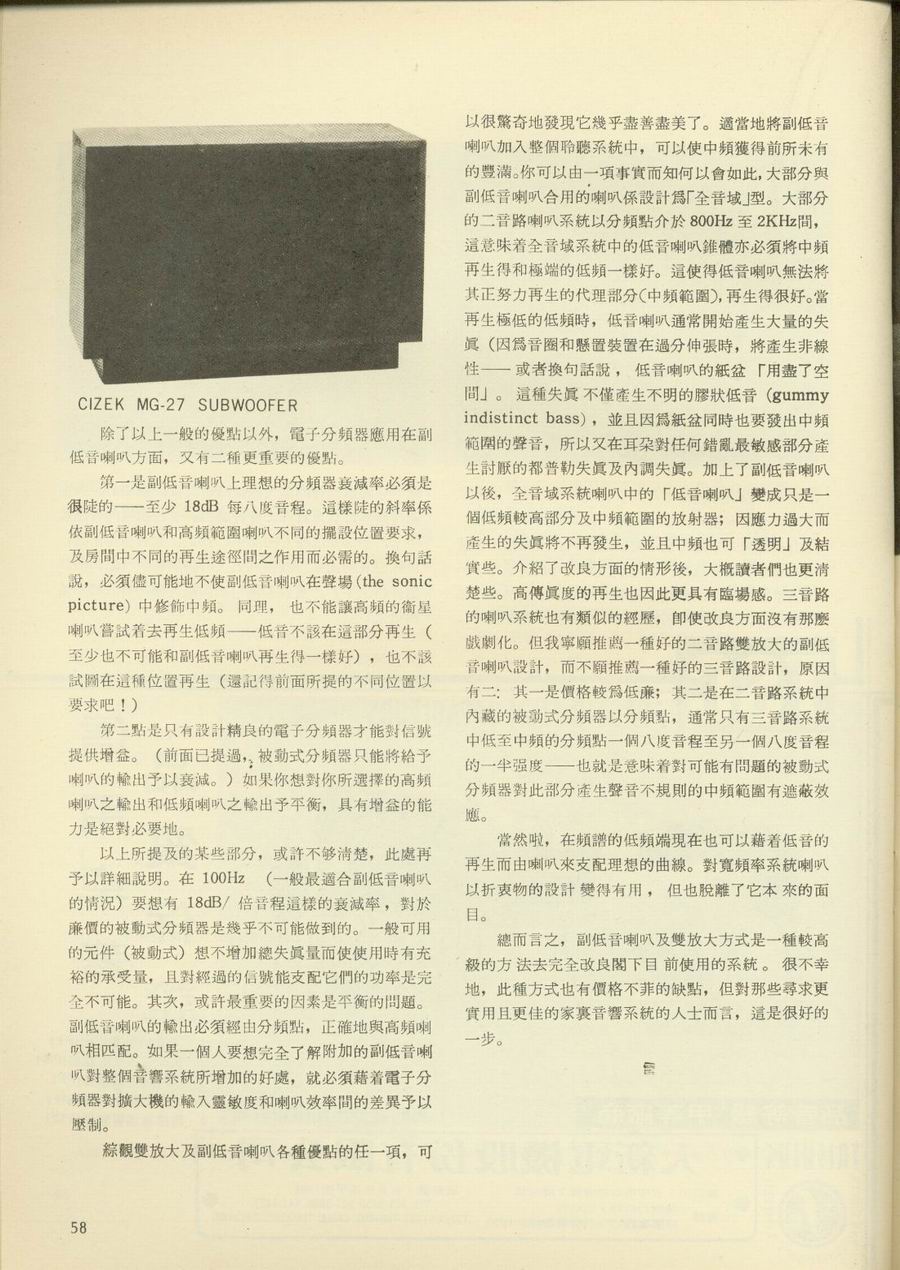 CIZEK MG-27 SUBWOOFER
除了以上一般的優點以外，電子分頻器應用在副
低音喇叭方面，又有二種更重要的優點。
第一是副低音喇叭上理想的分頻器衰減率必須是
很陡的——至少 18dB 每八度音程。這樣陡的斜率係
依副低音喇叭和高頻範圍喇叭不同的擺設位置要求，
及房間中不同的再生途徑間之作用而必需的。換句話
說，必須儘可能地不使副低音喇叭在聲場(the sonic
picture) 中修飾中頻。 同理， 也不能讓高頻的衞星
喇叭嘗試着去再生低頻——低音不該在這部分再生（
至少也不可能和副低音喇叭再生得一樣好），也不該
試圖在這種位置再生（還記得前面所提的不同位置以
要求吧！）
第二點是只有設計精良的電子分頻器才能對信號
提供增益。（前面已提過，被動式分頻器只能將給予
喇叭的輸出予以衰減。）如果你想對你所選擇的高頻
喇叭之輸出和低頻喇叭之輸出予平衡，具有增益的能
力是絕對必要地。
以上所提及的某些部分，或許不够淸楚，此處再
予以詳細說明。在 100Hz （一般最適合副低音喇叭
的情況）要想有 18dB/ 倍音程這樣的衰減率，對於
廉價的被動式分頻器是幾乎不可能做到的。一般可用
的元件（被動式）想不增加總失眞量而使使用時有充
裕的承受量，且對經過的信號能支配它們的功率是完
全不可能。其次，或許最重要的因素是平衡的問題。
副低音喇叭的輸出必須經由分頻點，正確地與高頻喇
叭相匹配。如果一個人要想完全了解附加的副低音喇
叭對整個音響系統所增加的好處，就必須藉着電子分
頻器對擴大機的輸入靈敏度和喇叭效率間的差異予以
壓制。
綜觀雙放大及副低音喇叭各種優點的任一項，可
以很驚奇地發現它幾乎盡善盡美了。適當地將副低音
喇叭加入整個聆聽系統中，可以使中頻獲得前所未有
的豐滿。你可以由一項事實而知何以會如此，大部分與
副低音喇叭合用的喇叭係設計爲「全音域」型。大部分
的二音路喇叭系統以分頻點介於 800Hz 至 2KHz間，
這意味着全音域系統中的低音喇叭錐體亦必須將中頻
再生得和極端的低頻一樣好。這使得低音喇叭無法將
其正努力再生的代理部分（中頻範圍），再生得很好。當
再生極低的低頻時，低音喇叭通常開始產生大量的失
眞（因爲音圈和懸置裝置在過分伸張時，將產生非線
性——或者換句話說，低音喇叭的紙盆「用盡了空
間」。這種失眞不僅產生不明的膠狀低音（gummy
indistinct bass），並且因爲紙盆同時也要發出中頻
範圍的聲音，所以又在耳朶對任何錯亂最敏感部分產
生討厭的都普勒失眞及內調失眞。加上了副低音喇叭
以後，全音域系統喇叭中的「低音喇叭」變成只是一
個低頻較高部分及中頻範圍的放射器；因應力過大而
產生的失眞將不再發生，並且中頻也可「透明」及結
實些。介紹了改良方面的情形後，大概讀者們也更淸
楚些。高傳眞度的再生也因此更具有臨場感。三音路
的喇叭系統也有類似的經歷，卽使改良方面沒有那麼
戲劇化。但我寧願推薦一種好的二音路雙放大的副低
音喇叭設計，而不願推薦一種好的三音路設計，原因
有二：其一是價格較爲低廉；其二是在二音路系統中
內藏的被動式分頻器以分頻點，通常只有三音路系統
中低至中頻的分頻點一個八度音程至另一個八度音程
的一半强度——也就是意味着對可能有問題的被動式
分頻器對此部分產生聲音不規則的中頻範圍有遮蔽效
應。
當然啦，在頻譜的低頻端現在也可以藉着低音的
再生而由喇叭來支配理想的曲線。對寬頻率系統喇叭
以折衷物的設計變得有用，但也脫離了它本來的面
目。
總而言之，副低音喇叭及雙放大方式是一種較高
級的方法去完全改良閣下目前使用的系統。很不幸
地，此種方式也有價格不菲的缺點，但對那些尋求更
實用且更佳的家裏音響系統的人士而言，這是很好的
一步。
58